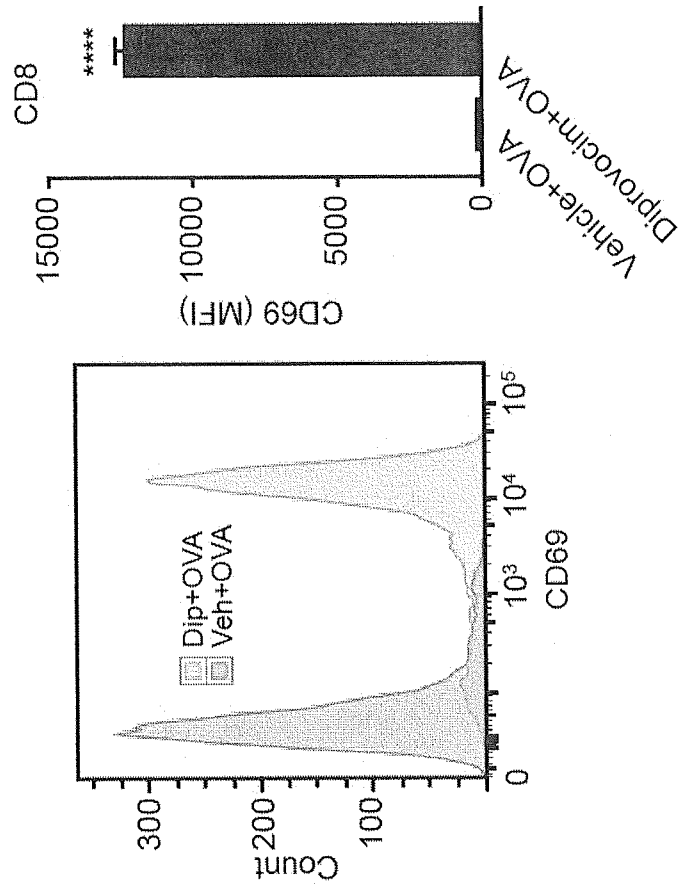 300
200
100
Count
Dip+OVA
Veh+OVA
0
10³
10⁴
10⁵
CD69
CD8
****
15000
10000
5000
0
CD69 (MFI)
Vehicle+OVA
Diprovocim+OVA